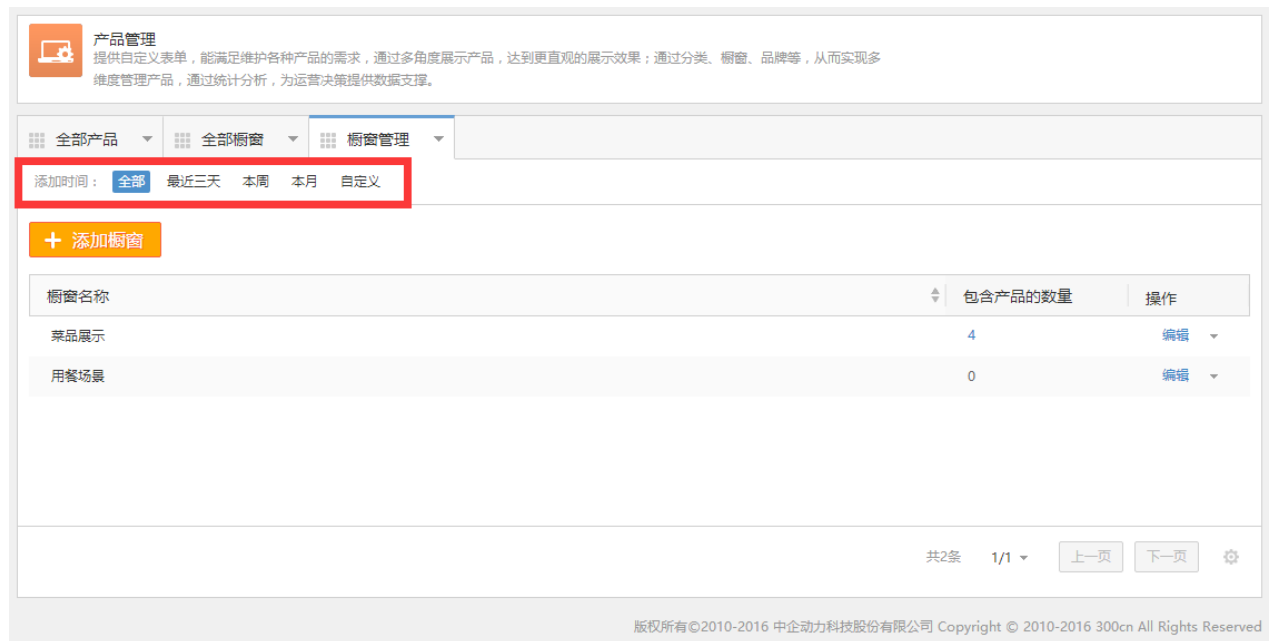 产品管理
提供自定义表单，能满足维护各种产品的需求，通过多角度展示产品，达到更直观的展示效果；通过分类、橱窗、品牌等，从而实现多
维度管理产品，通过统计分析，为运营决策提供数据支撑。
全部产品 全部橱窗 橱窗管理
添加时间： 全部 最近三天 本周 本月 自定义
添加橱窗
橱窗名称 包含产品的数量 操作
菜品展示 4 编辑
用餐场景 0 编辑
共2条 1/1 上一页 下一页
版权所有©2010-2016 中企动力科技股份有限公司 Copyright © 2010-2016 300cn All Rights Reserved